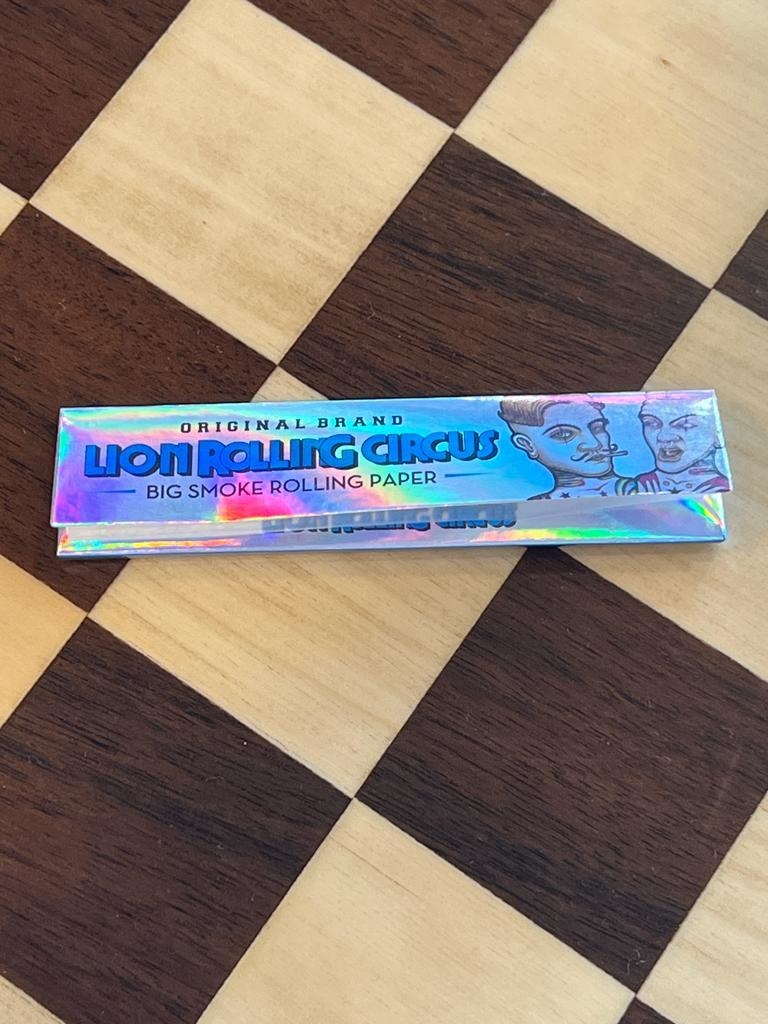 ORIGINAL BRAND
LION ROLLING CIRCUS
BIG SMOKE ROLLING PAPER
LION ROLLING CIRCUS